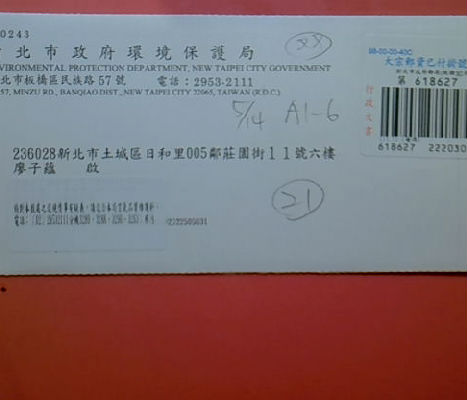 0243
北市政府環境保護局
ENVIRONMENTAL PROTECTION DEPARTMENT, NEW TAIPEI CITY GOVERNMENT
北市板橋區民族路57號 電話：2953-2111
57, MINZU RD., BANQIAO DIST., NEW TAIPEI CITY 22065, TAIWAN (R.O.C.)
大宗郵資已付掛號
第 618627
行政文書
618627 222030
5/14 A1-6
236028新北市土城區日和里005鄰莊園街11號六樓
廖子蘊 啟
21